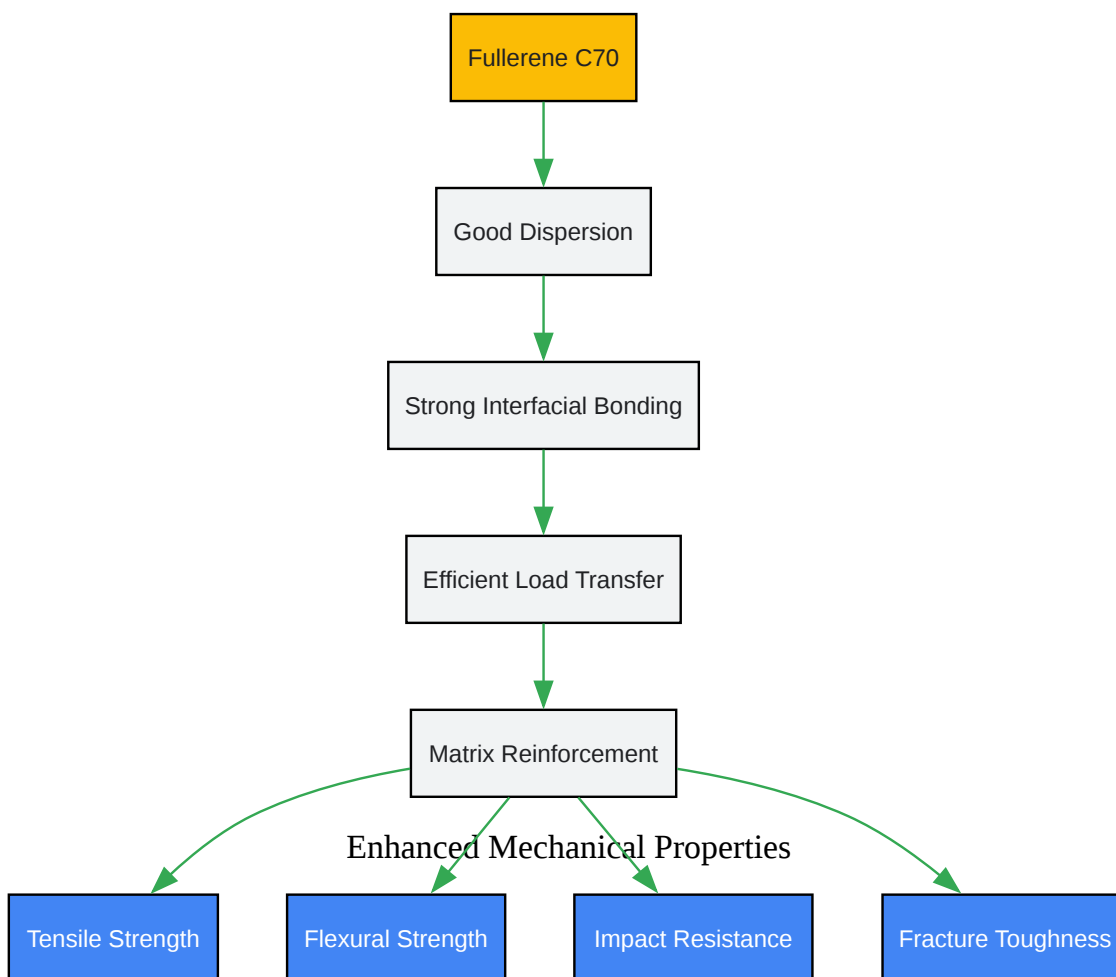 Fullerene C70
Good Dispersion
Strong Interfacial Bonding
Efficient Load Transfer
Matrix Reinforcement
Enhanced Mechanical Properties
Tensile Strength
Flexural Strength
Impact Resistance
Fracture Toughness